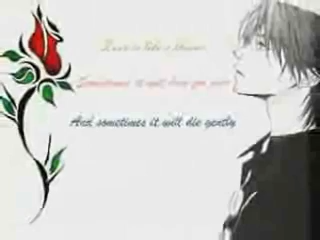 Love is like a flower
Sometimes it will
And sometimes it will die gently